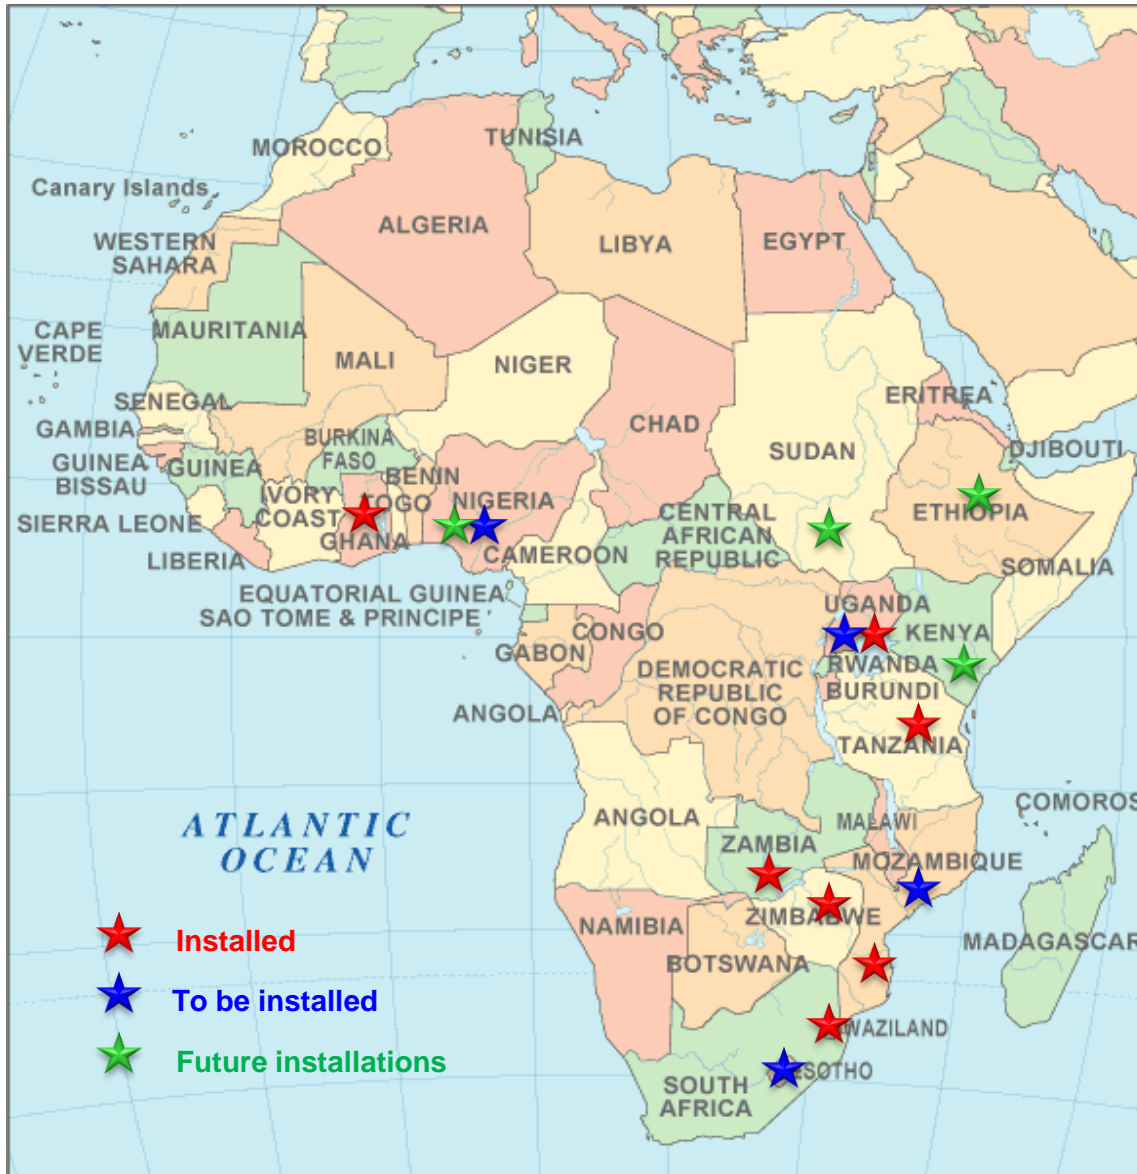 TUNISIA
MOROCCO
Canary Islands
ALGERIA
WESTERN
SAHARA
LIBYA
EGYPT
MAURITANIA
CAPE
VERDE
MALI
NIGER
ERITREA
SENEGAL
CHAD
GAMBIA
BURKINA
FASO
SUDAN
DJIBOUTI
GUINEA
BISSAU
GUINEA
BENIN
NIGERIA
IVORY
COAST
TOGO
ETHIOPIA
SIERRA LEONE
GHANA
CENTRAL
AFRICAN
REPUBLIC
LIBERIA
CAMEROON
SOMALIA
EQUATORIAL GUINEA
SAO TOME & PRINCIPE
UGANDA
CONGO
KENYA
GABON
RWANDA
DEMOCRATIC
REPUBLIC
OF CONGO
BURUNDI
ANGOLA
TANZANIA
COMOROS
ATLANTIC
OCEAN
ANGOLA
MALAWI
ZAMBIA
MOZAMBIQUE
NAMIBIA
ZIMBABWE
MADAGASCAR
BOTSWANA
Installed
To be installed
WAZILAND
Future installations
ESOTHO
SOUTH
AFRICA